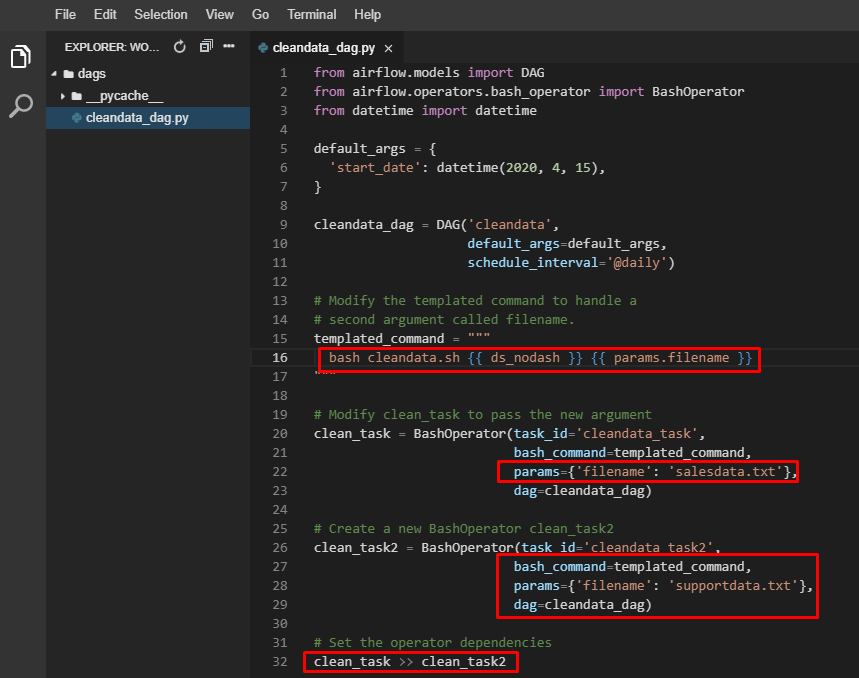 File Edit Selection View Go Terminal Help
EXPLORER: WO...
cleandata_dag.py ×
dags
__pycache__
cleandata_dag.py
1 from airflow.models import DAG
2 from airflow.operators.bash_operator import BashOperator
3 from datetime import datetime
4
5 default_args = {
6   'start_date': datetime(2020, 4, 15),
7 }
8
9 cleandata_dag = DAG('cleandata',
10                     default_args=default_args,
11                     schedule_interval='@daily')
12
13 # Modify the templated command to handle a
14 # second argument called filename.
15 templated_command = """
16   bash cleandata.sh {{ ds_nodash }} {{ params.filename }}
17 """
18
19 # Modify clean_task to pass the new argument
20 clean_task = BashOperator(task_id='cleandata_task',
21                           bash_command=templated_command,
22                           params={'filename': 'salesdata.txt'},
23                           dag=cleandata_dag)
24
25 # Create a new BashOperator clean_task2
26 clean_task2 = BashOperator(task_id='cleandata_task2',
27                           bash_command=templated_command,
28                           params={'filename': 'supportdata.txt'},
29                           dag=cleandata_dag)
30
31 # Set the operator dependencies
32 clean_task >> clean_task2